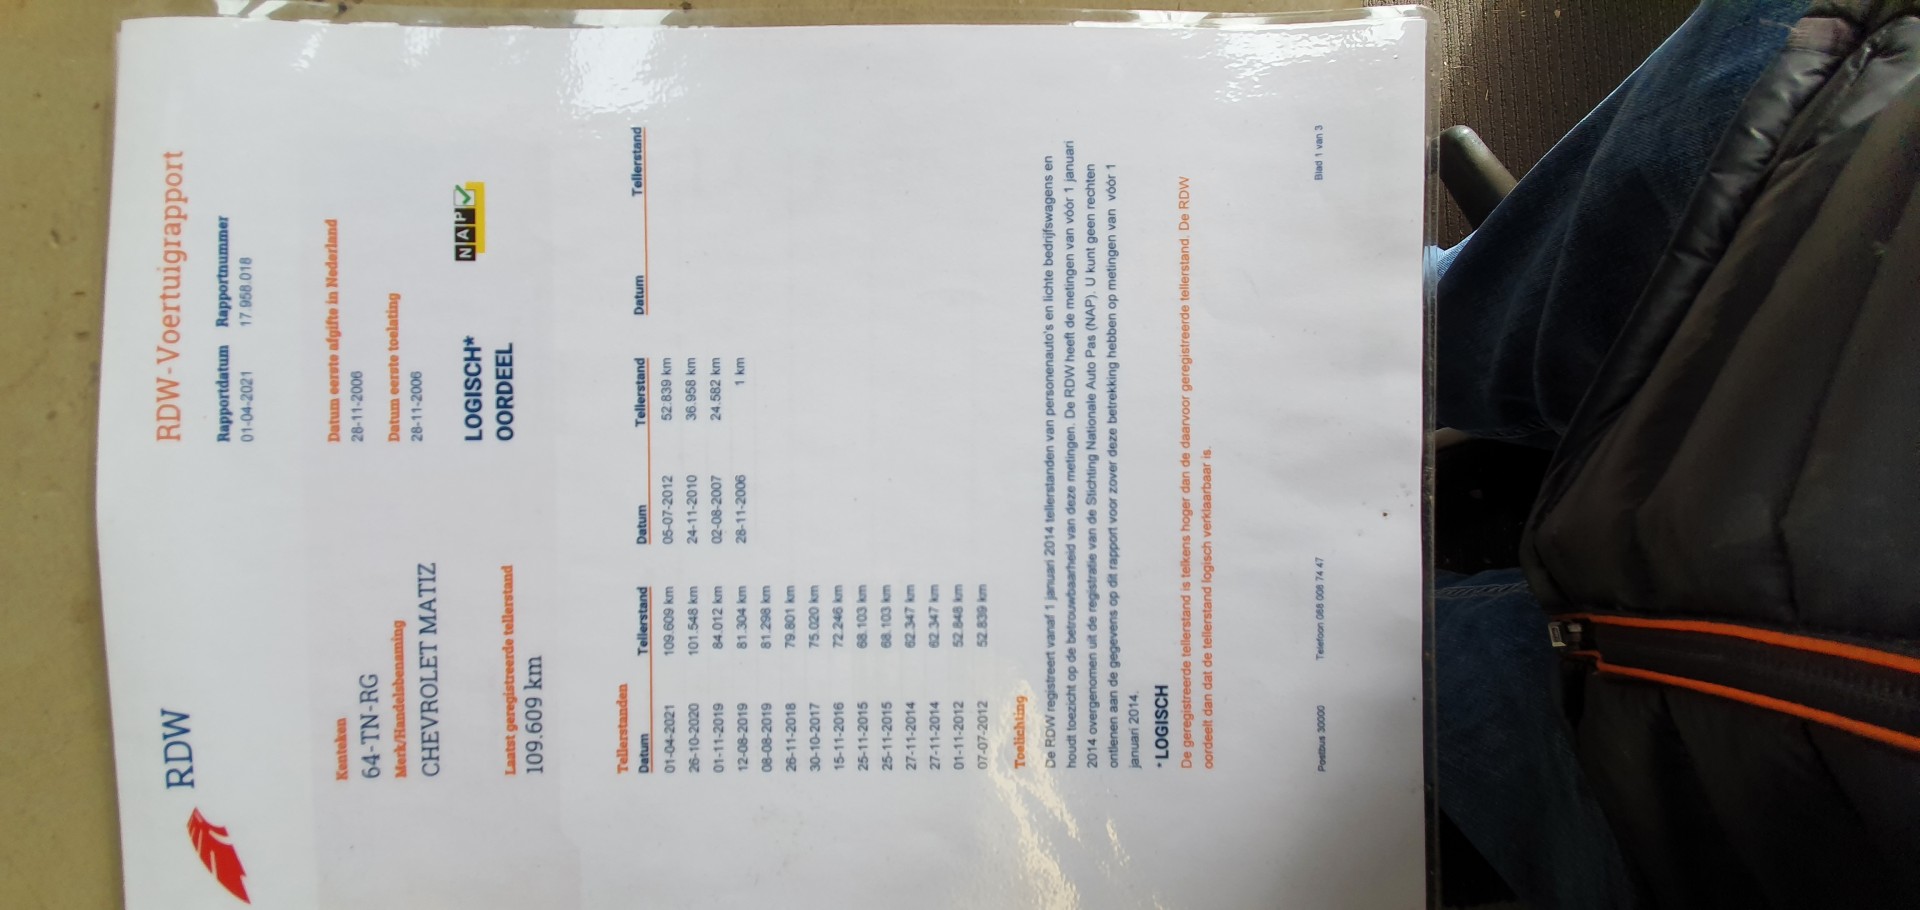 RDW
RDW-Voertuigrapport
Rapportdatum Rapportnummer
01-04-2021 17.958.018
Kenteken
64-TN-RG
Merk/Handelsbenaming
CHEVROLET MATIZ
Datum eerste afgifte in Nederland
28-11-2006
Datum eerste toelating
28-11-2006
Laatst geregistreerde tellerstand
109.609 km
LOGISCH*
OORDEEL
NAP
Tellerstanden
Datum Tellerstand Datum Tellerstand Datum Tellerstand
01-04-2021 109.609 km 05-07-2012 52.839 km
26-10-2020 101.548 km 24-11-2010 36.958 km
01-11-2019 84.012 km 02-08-2007 24.582 km
12-08-2019 81.304 km 28-11-2006 1 km
08-08-2019 81.298 km
26-11-2018 79.801 km
30-10-2017 75.020 km
15-11-2016 72.246 km
25-11-2015 68.103 km
25-11-2015 68.103 km
27-11-2014 62.347 km
27-11-2014 62.347 km
01-11-2012 52.848 km
07-07-2012 52.839 km
Toelichting
De RDW registreert vanaf 1 januari 2014 tellerstanden van personenauto's en lichte bedrijfswagens en
houdt toezicht op de betrouwbaarheid van deze metingen. De RDW heeft de metingen van vóór 1 januari
2014 overgenomen uit de registratie van de Stichting Nationale Auto Pas (NAP). U kunt geen rechten
ontlenen aan de gegevens op dit rapport voor zover deze betrekking hebben op metingen van vóór 1
januari 2014.
* LOGISCH
De geregistreerde tellerstand is telkens hoger dan de daarvoor geregistreerde tellerstand. De RDW
oordeelt dan dat de tellerstand logisch verklaarbaar is.
Postbus 30000 Telefoon 088 008 74 47 Blad 1 van 3